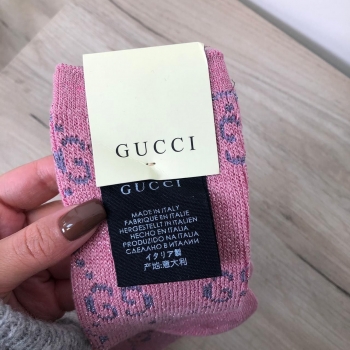 GUCCI
GUCCI
MADE IN ITALY
FABRIQUE EN ITALIE
HERGESTELLT IN ITALIEN
HECHO EN ITALIA
PRODUZIDO NA ITALIA
СДЕЛАНО В ИТАЛИИ
イタリア製
产地:意大利